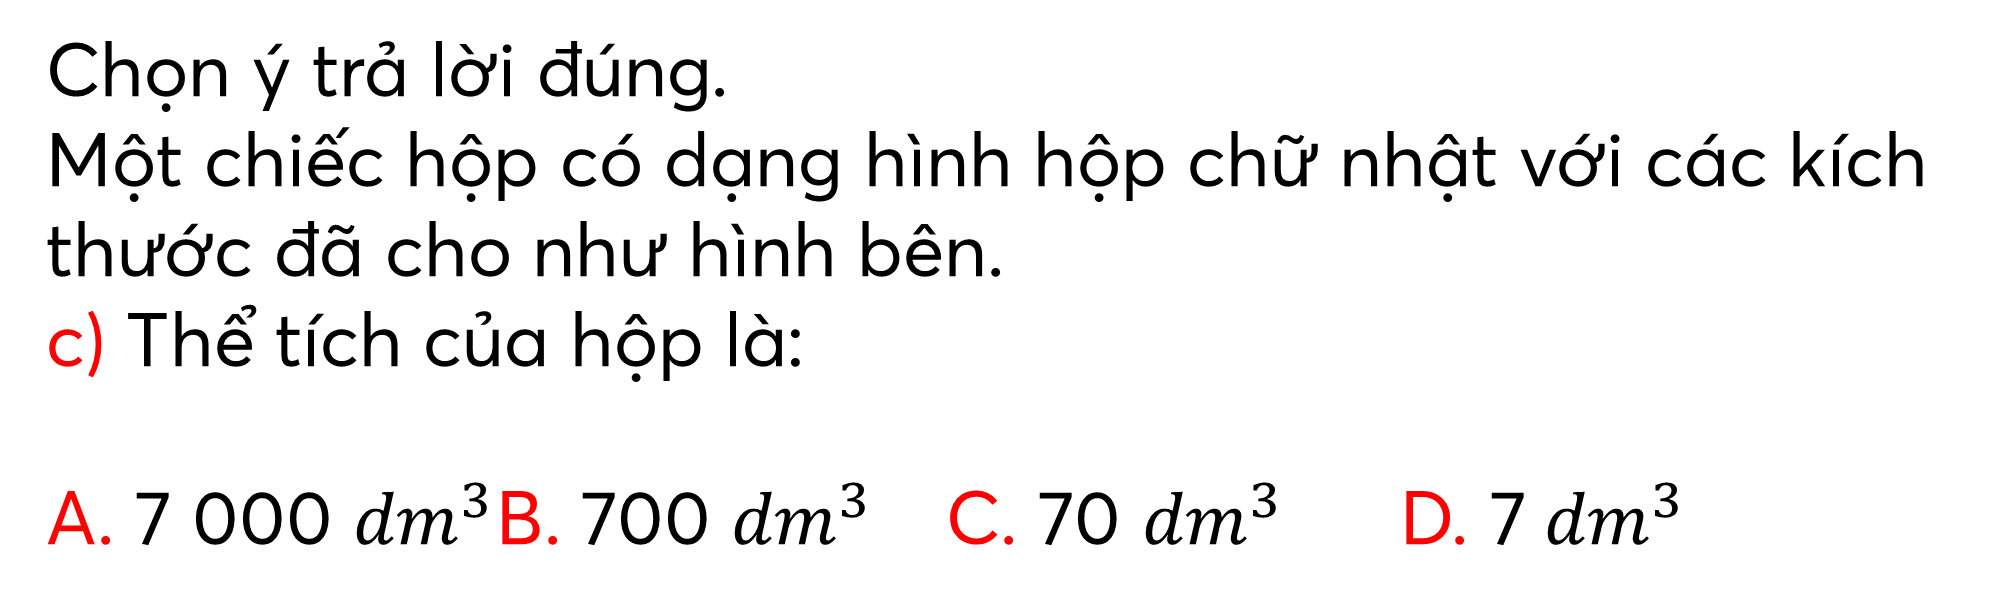 Chọn ý trả lời đúng.
Một chiếc hộp có dạng hình hộp chữ nhật với các kích
thước đã cho như hình bên.
c) Thể tích của hộp là:
A. 7 000 dm³B. 700 dm³ C. 70 dm³ D. 7 dm³